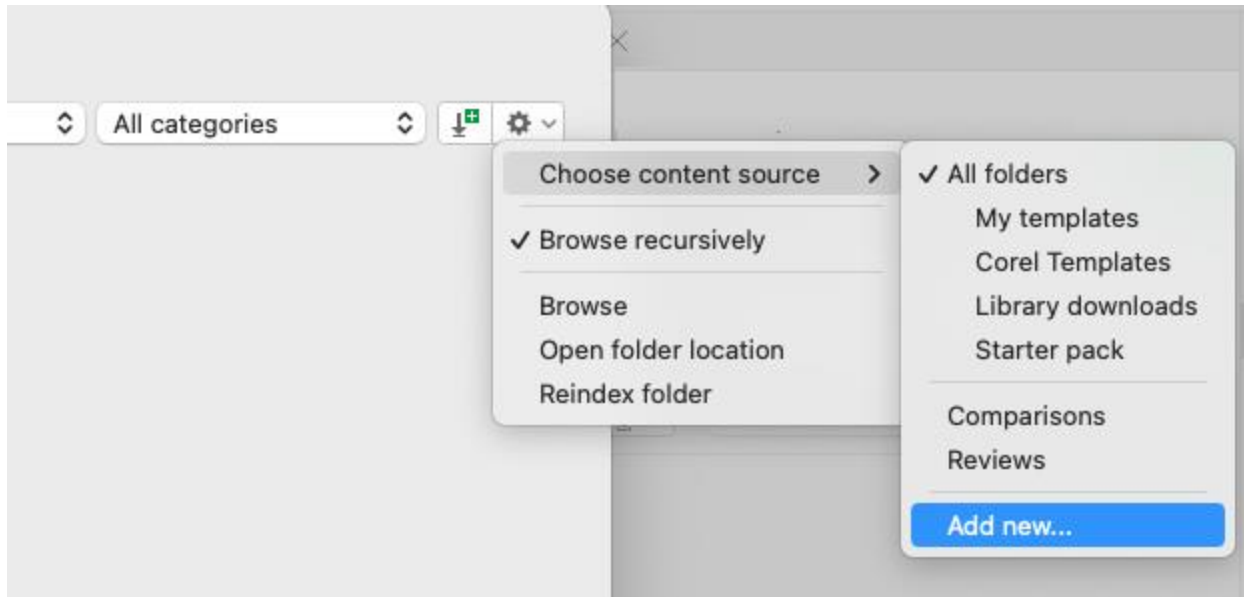 All categories
Choose content source
Browse recursively
Browse
Open folder location
Reindex folder
All folders
My templates
Corel Templates
Library downloads
Starter pack
Comparisons
Reviews
Add new...